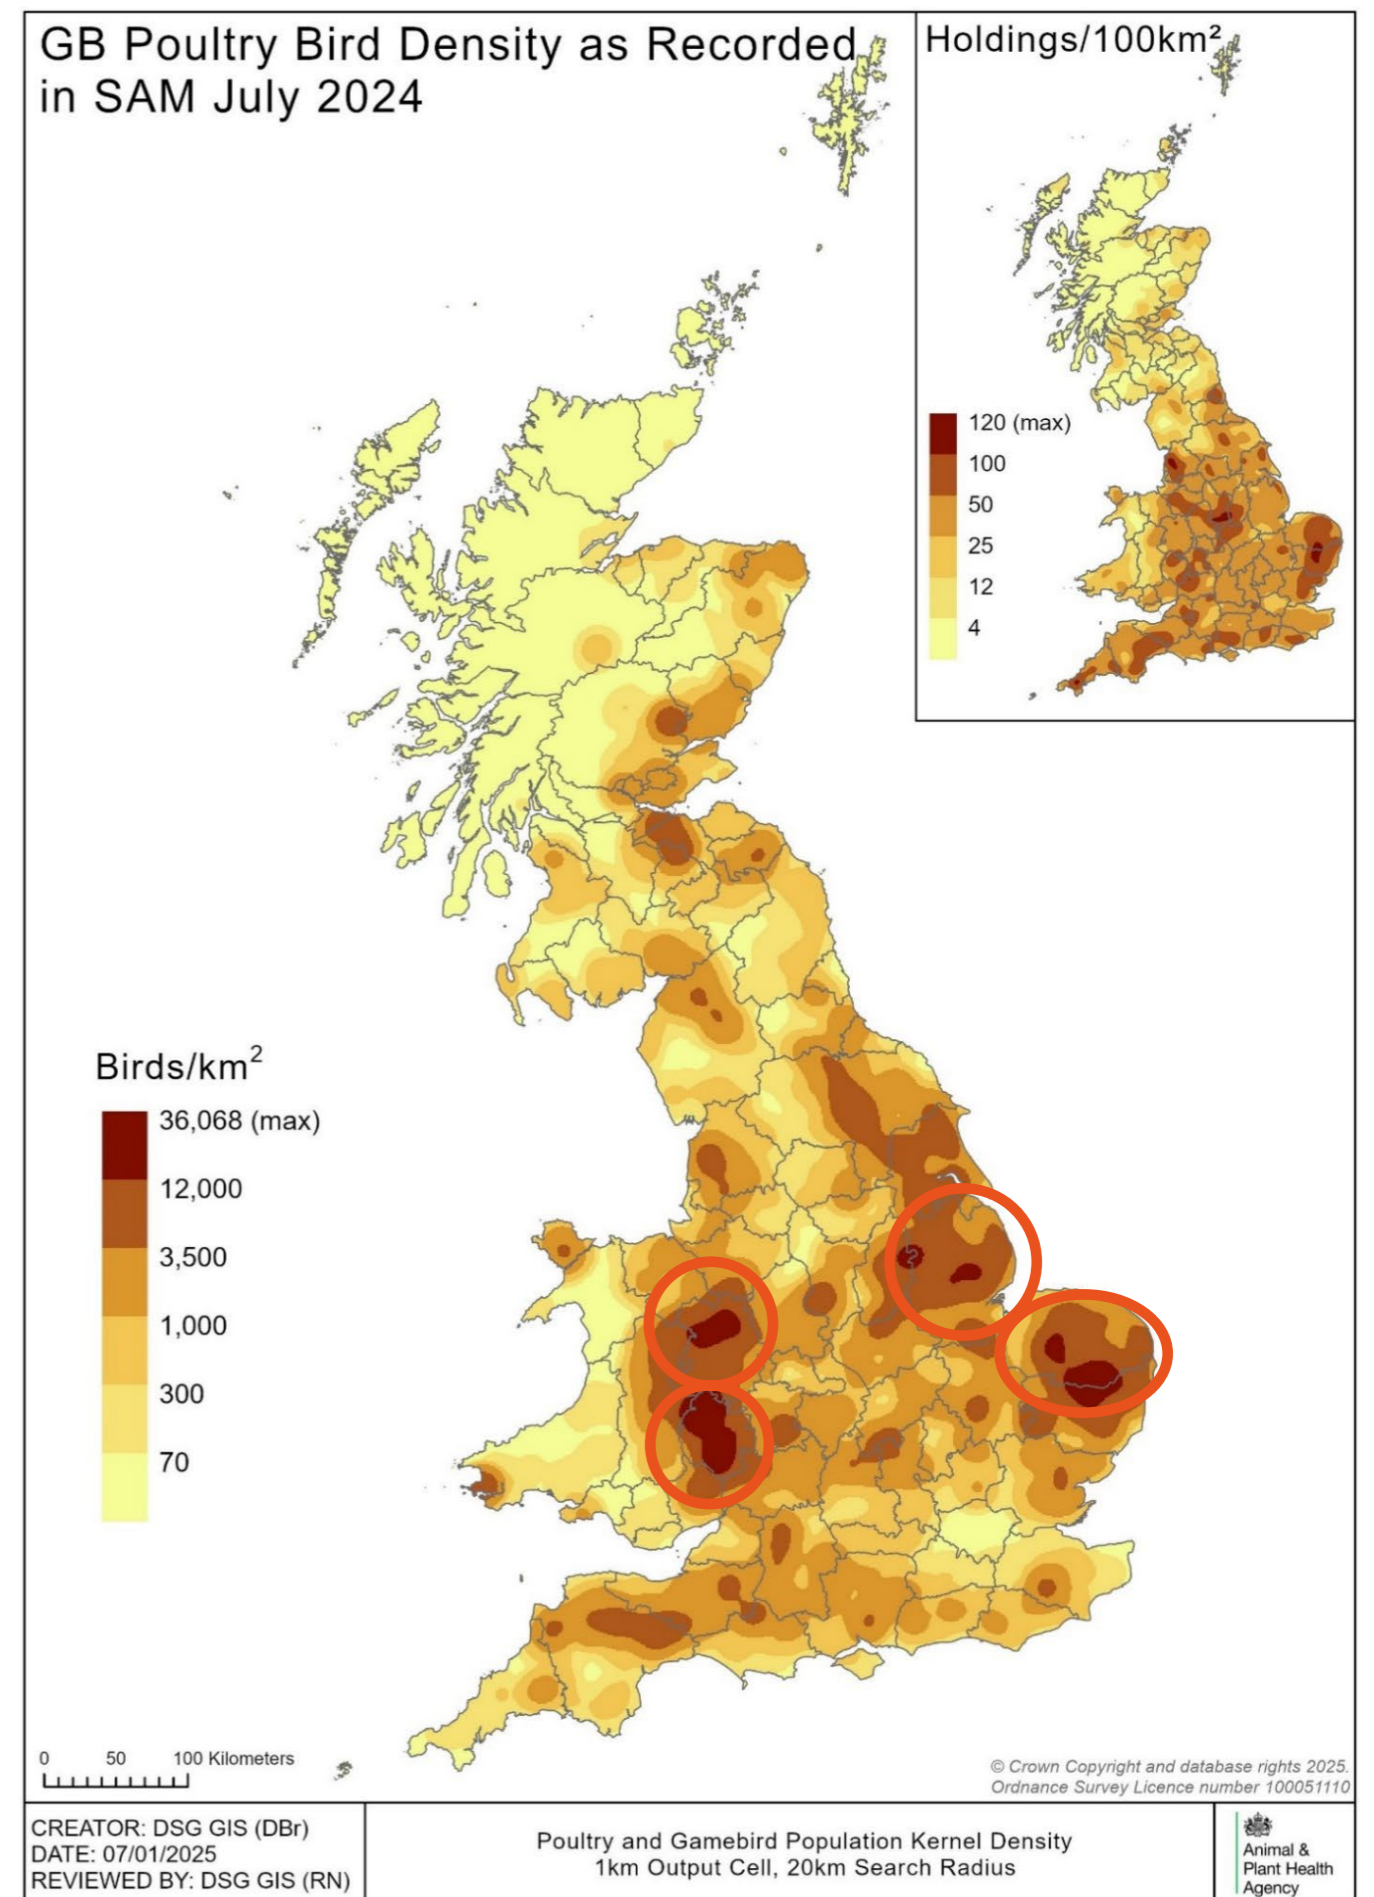 GB Poultry Bird Density as Recorded
in SAM July 2024
Holdings/100km²
120 (max)
100
50
25
12
4
Birds/km²
36,068 (max)
12,000
3,500
1,000
300
70
0 50 100 Kilometers
© Crown Copyright and database rights 2025.
Ordnance Survey Licence number 100051110
CREATOR: DSG GIS (DBr)
DATE: 07/01/2025
REVIEWED BY: DSG GIS (RN)
Poultry and Gamebird Population Kernel Density
1km Output Cell, 20km Search Radius
Animal &
Plant Health
Agency